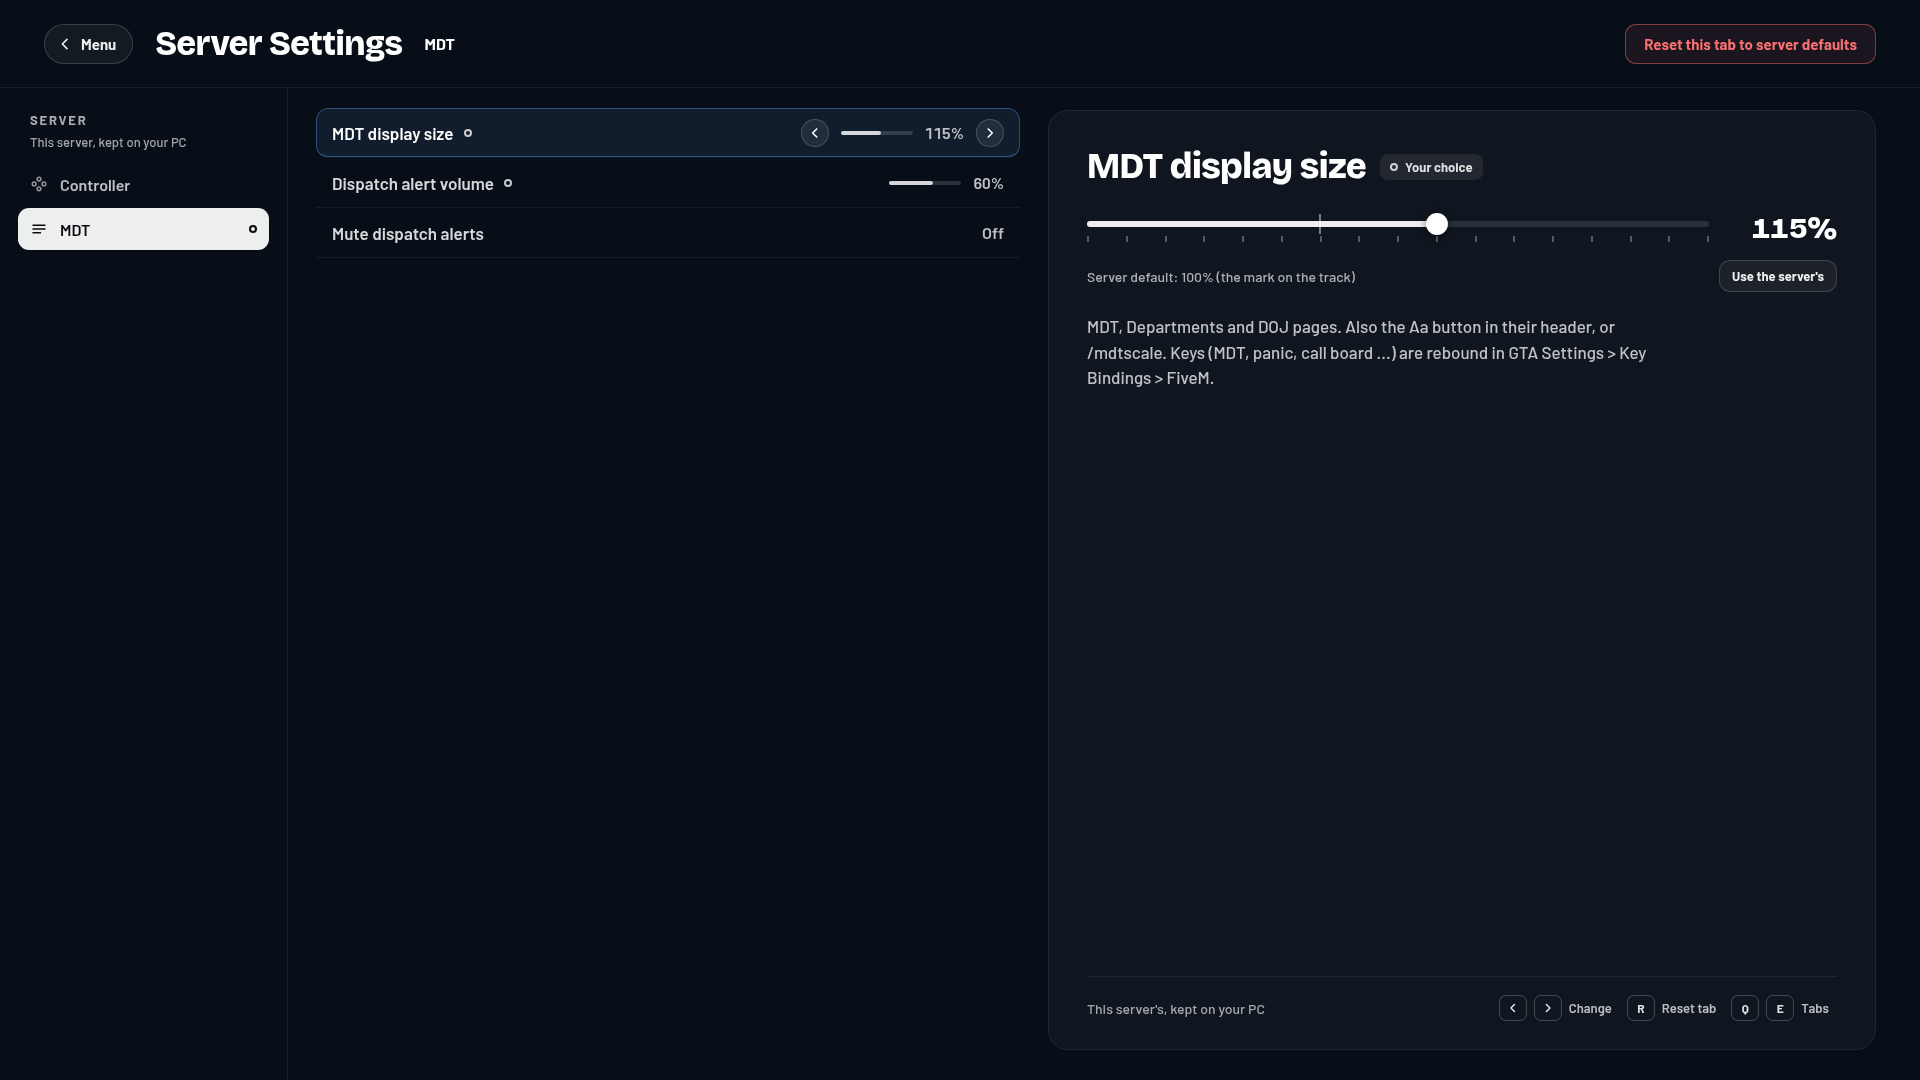 Menu
Server Settings
MDT
Reset this tab to server defaults
SERVER
This server, kept on your PC
Controller
MDT
MDT display size
115%
Dispatch alert volume
60%
Mute dispatch alerts
Off
MDT display size
Your choice
115%
Server default: 100% (the mark on the track)
Use the server's
MDT, Departments and DOJ pages. Also the Aa button in their header, or
/mdtscale. Keys (MDT, panic, call board ...) are rebound in GTA Settings > Key
Bindings > FiveM.
This server's, kept on your PC
Change
R
Reset tab
Q
E
Tabs